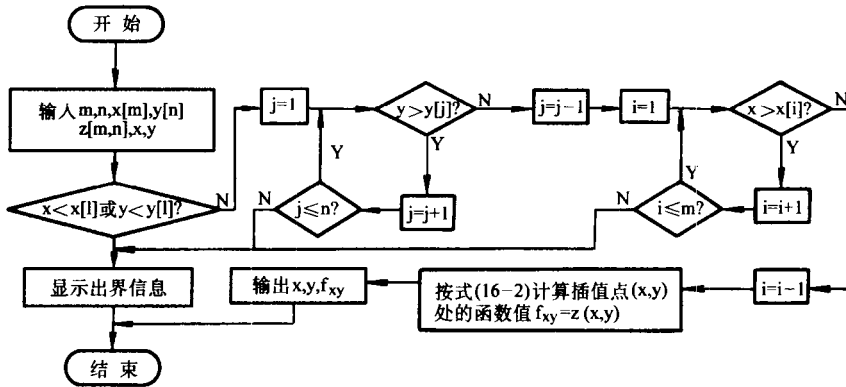 开 始
输入m,n,x[m],y[n]
z[m,n],x,y
x<x[l]或y<y[l]?
N
j=1
y>y[j]?
N
Y
j=j+1
j≤n?
Y
N
j=j-1
i=1
x>x[i]?
N
Y
i=i+1
i≤m?
Y
N
显示出界信息
输出x,y,fxy
按式(16-2)计算插值点(x,y)
处的函数值fxy=z(x,y)
i=i-1
结 束